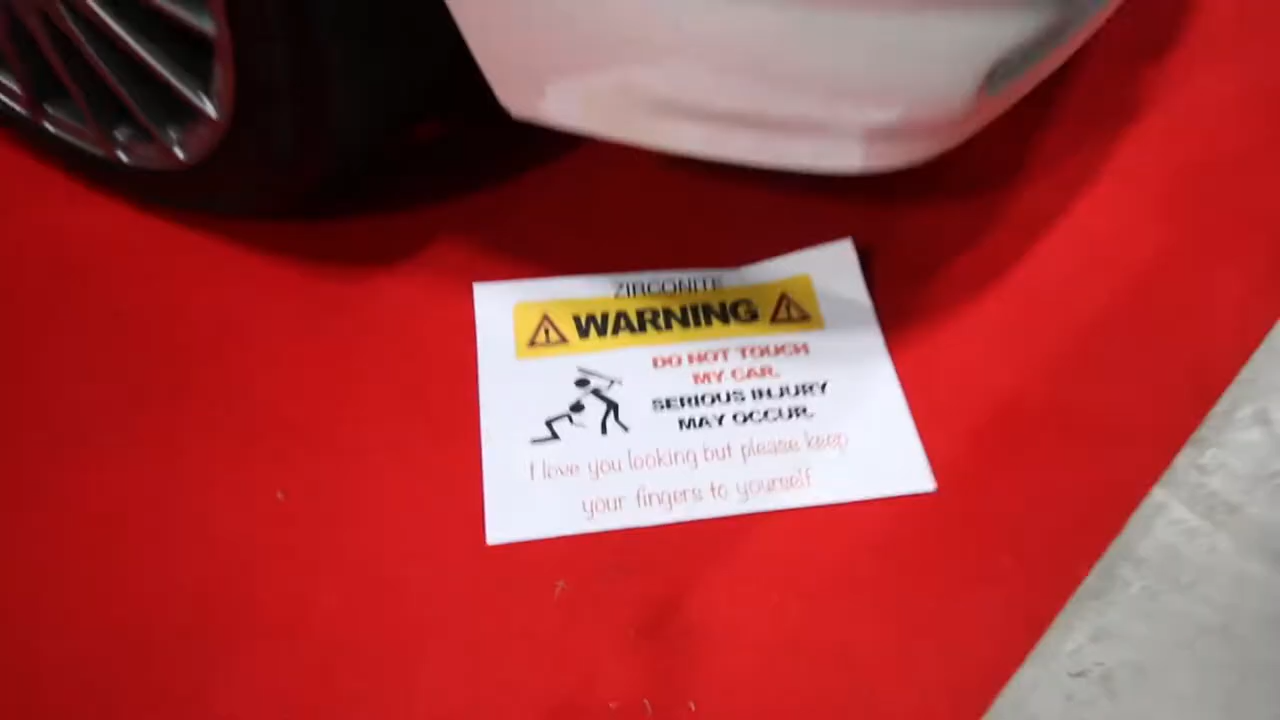 ZIRCONITE
WARNING
DO NOT TOUCH
MY CAR.
SERIOUS INJURY
MAY OCCUR.
I love you looking but please keep
your fingers to yourself